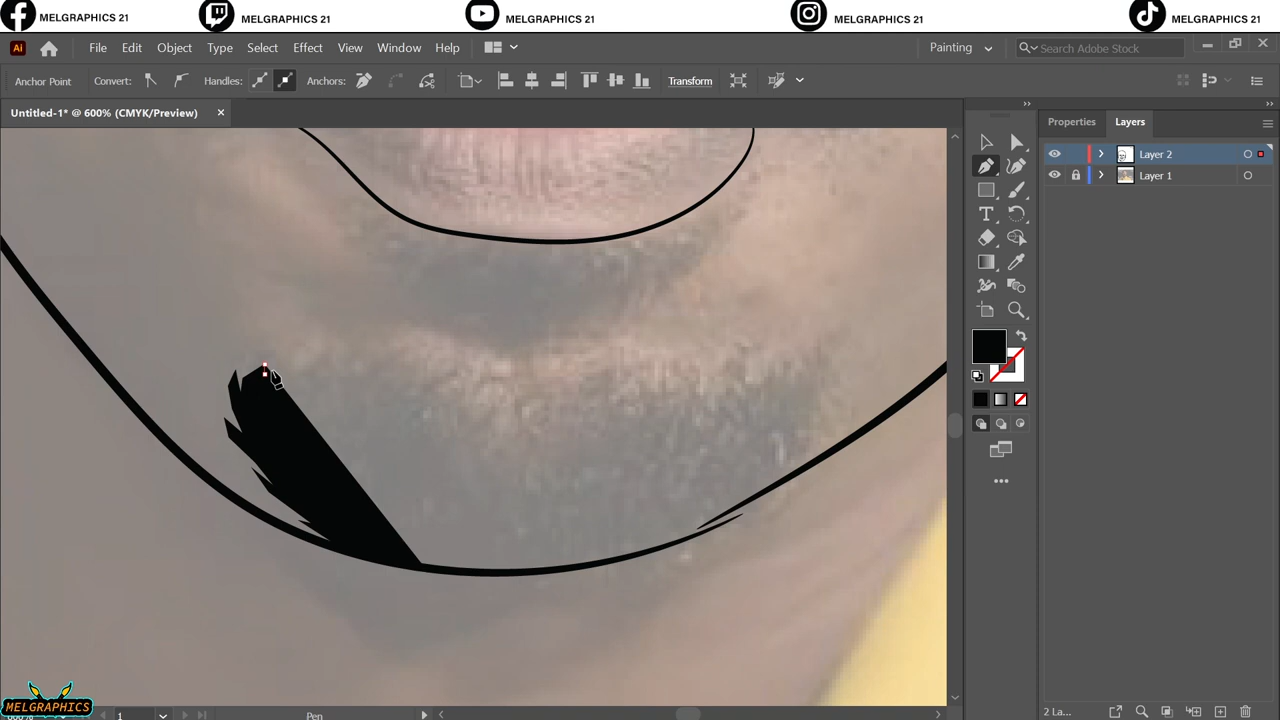 MELGRAPHICS 21 MELGRAPHICS 21 MELGRAPHICS 21 MELGRAPHICS 21 MELGRAPHICS 21
Ai File Edit Object Type Select Effect View Window Help Painting Search Adobe Stock
Anchor Point Convert: Handles: Anchors: Transform
Untitled-1* @ 600% (CMYK/Preview)
Properties Layers
Layer 2
Layer 1
MELGRAPHICS
1 Pen 2 La...